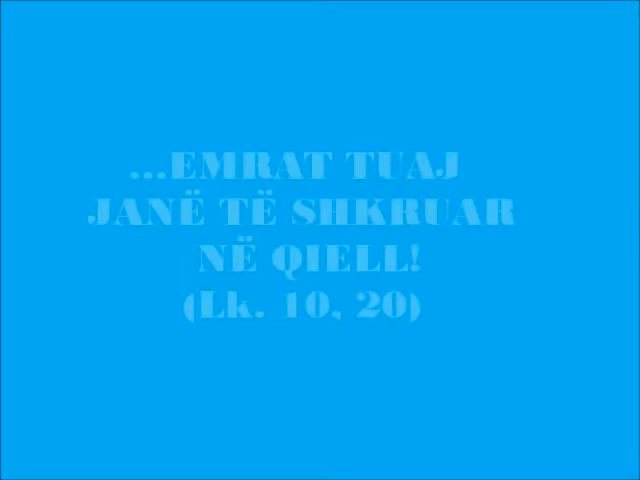 ...EMRAT TUAJ
JANË TË SHKRUAR
NË QIELL!
(Lk. 10, 20)